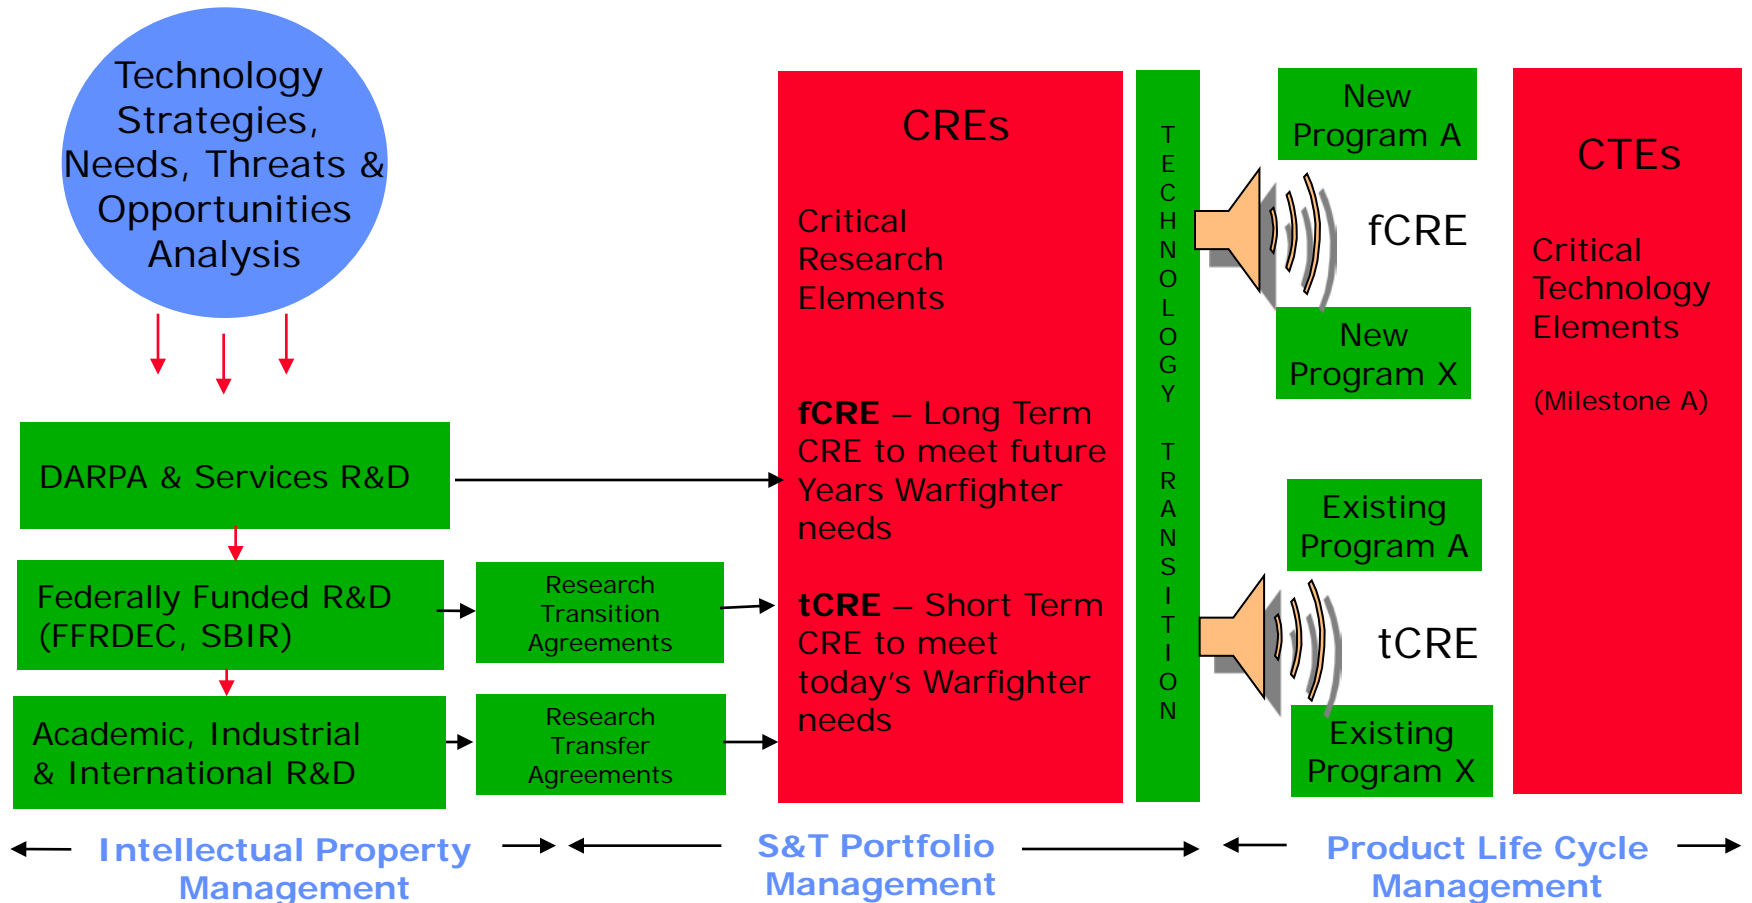 Technology
Strategies,
Needs, Threats &
Opportunities
Analysis
DARPA & Services R&D
Federally Funded R&D
(FFRDEC, SBIR)
Academic, Industrial
& International R&D
Research
Transition
Agreements
Research
Transfer
Agreements
CREs
Critical
Research
Elements
fCRE – Long Term
CRE to meet future
Years Warfighter
needs
tCRE – Short Term
CRE to meet
today's Warfighter
needs
TECHNOLOGY TRANSITION
New
Program A
fCRE
New
Program X
Existing
Program A
tCRE
Existing
Program X
CTEs
Critical
Technology
Elements
(Milestone A)
Intellectual Property
Management
S&T Portfolio
Management
Product Life Cycle
Management